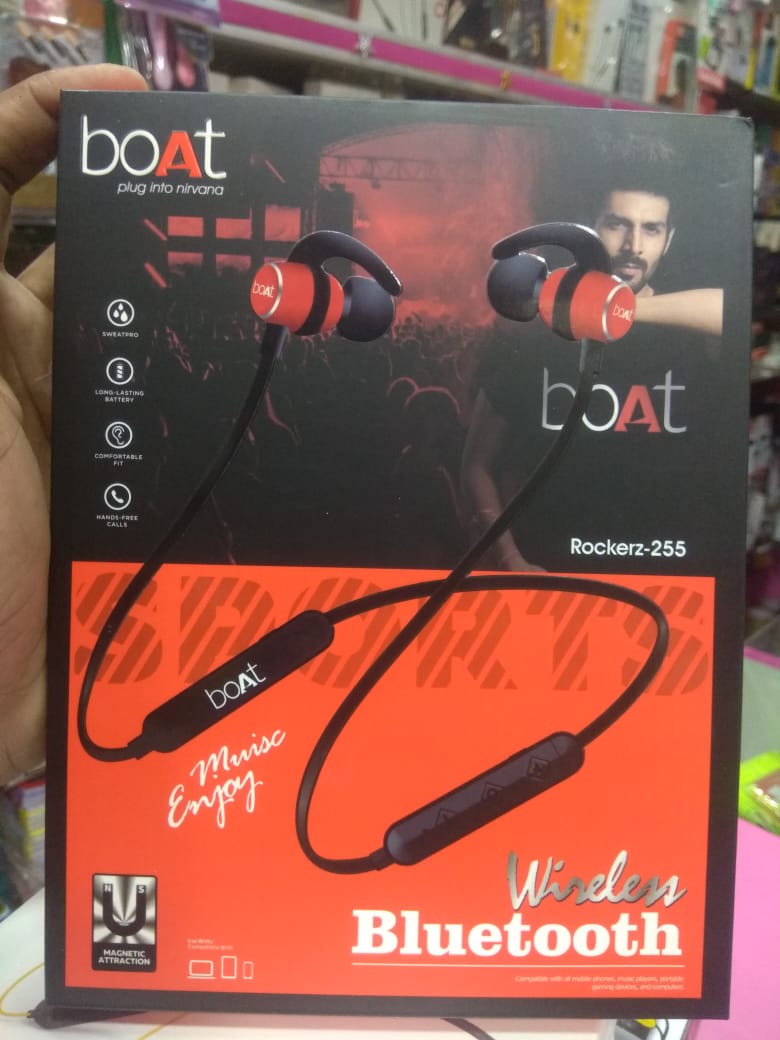 boAt
plug into nirvana
boAt
boAt
SWEATPRO
LONG-LASTING
BATTERY
COMFORTABLE
FIT
HANDS-FREE
CALLS
boAt
Rockerz-255
SPORTS
boAt
Muisc
Enjoy
N S
MAGNETIC
ATTRACTION
Wireless
Bluetooth
Compatible with all mobile phones, music players, portable
gaming devices, and computers